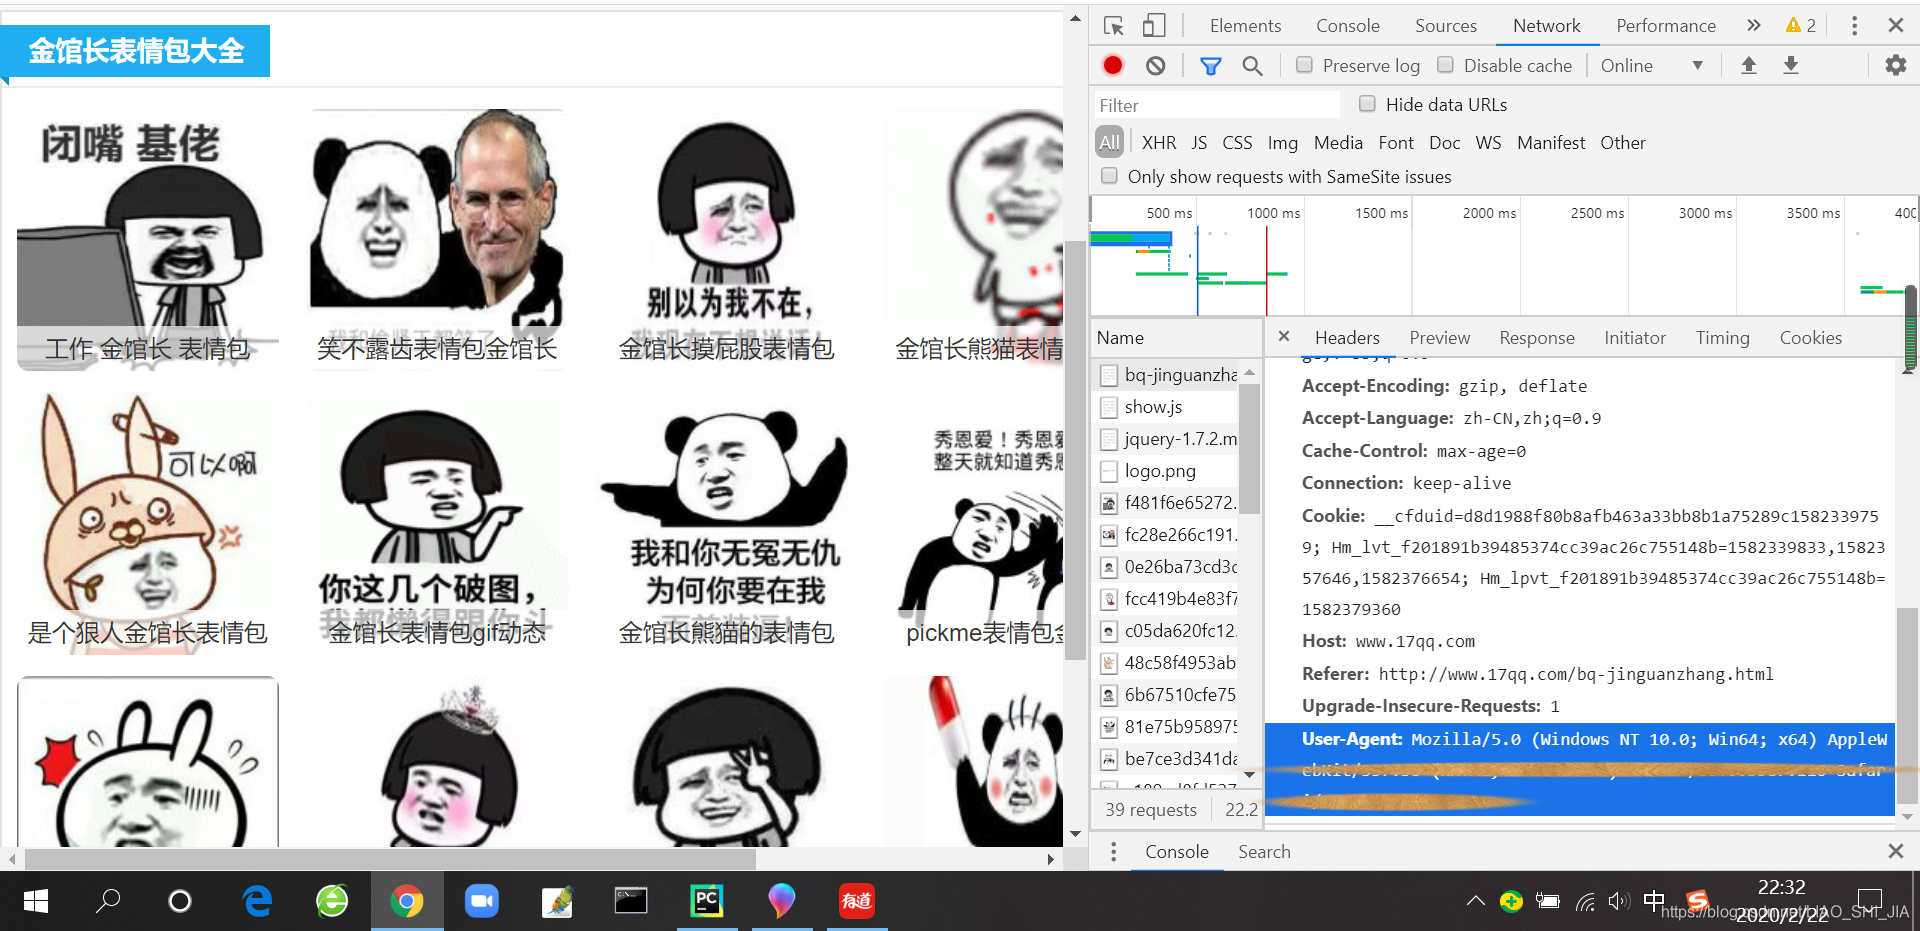 金馆长表情包大全
闭嘴 基佬
工作 金馆长 表情包
笑不露齿表情包金馆长
别以为我不在，
金馆长摸屁股表情包
金馆长熊猫表情
可以啊
是个狠人金馆长表情包
你这几个破图，
金馆长表情包gif动态
我和你无冤无仇
为何你要在我
金馆长熊猫的表情包
秀恩爱！秀恩爱
整天就知道秀恩
pickme表情包金
Elements Console Sources Network Performance 2
Preserve log Disable cache Online
Filter Hide data URLs
All XHR JS CSS Img Media Font Doc WS Manifest Other
Only show requests with SameSite issues
500 ms 1000 ms 1500 ms 2000 ms 2500 ms 3000 ms 3500 ms 400
Name
bq-jinguanzha
show.js
jquery-1.7.2.m
logo.png
f481f6e65272.
fc28e266c191.
0e26ba73cd3c
fcc419b4e83f7
c05da620fc12.
48c58f4953ab
6b67510cfe75
81e75b958975
be7ce3d341da
39 requests 22.2
Headers Preview Response Initiator Timing Cookies
Accept-Encoding: gzip, deflate
Accept-Language: zh-CN,zh;q=0.9
Cache-Control: max-age=0
Connection: keep-alive
Cookie: __cfduid=d8d1988f80b8afb463a33bb8b1a75289c158233975
9; Hm_lvt_f201891b39485374cc39ac26c755148b=1582339833,15823
57646,1582376654; Hm_lpvt_f201891b39485374cc39ac26c755148b=
1582379360
Host: www.17qq.com
Referer: http://www.17qq.com/bq-jinguanzhang.html
Upgrade-Insecure-Requests: 1
User-Agent: Mozilla/5.0 (Windows NT 10.0; Win64; x64) AppleW
Console Search
PC
有道
中
22:32
2020/2/22